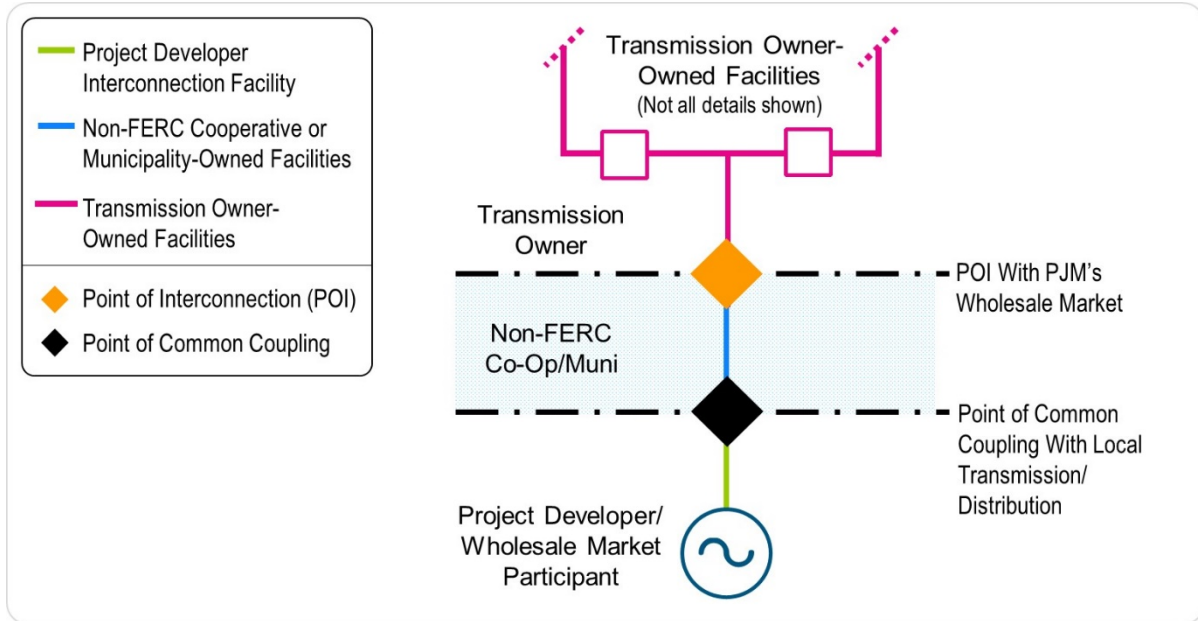 Project Developer
Interconnection Facility
Non-FERC Cooperative or
Municipality-Owned Facilities
Transmission Owner-
Owned Facilities
Point of Interconnection (POI)
Point of Common Coupling
Transmission Owner-
Owned Facilities
(Not all details shown)
Transmission
Owner
POI With PJM's
Wholesale Market
Non-FERC
Co-Op/Muni
Point of Common
Coupling With Local
Transmission/
Distribution
Project Developer/
Wholesale Market
Participant